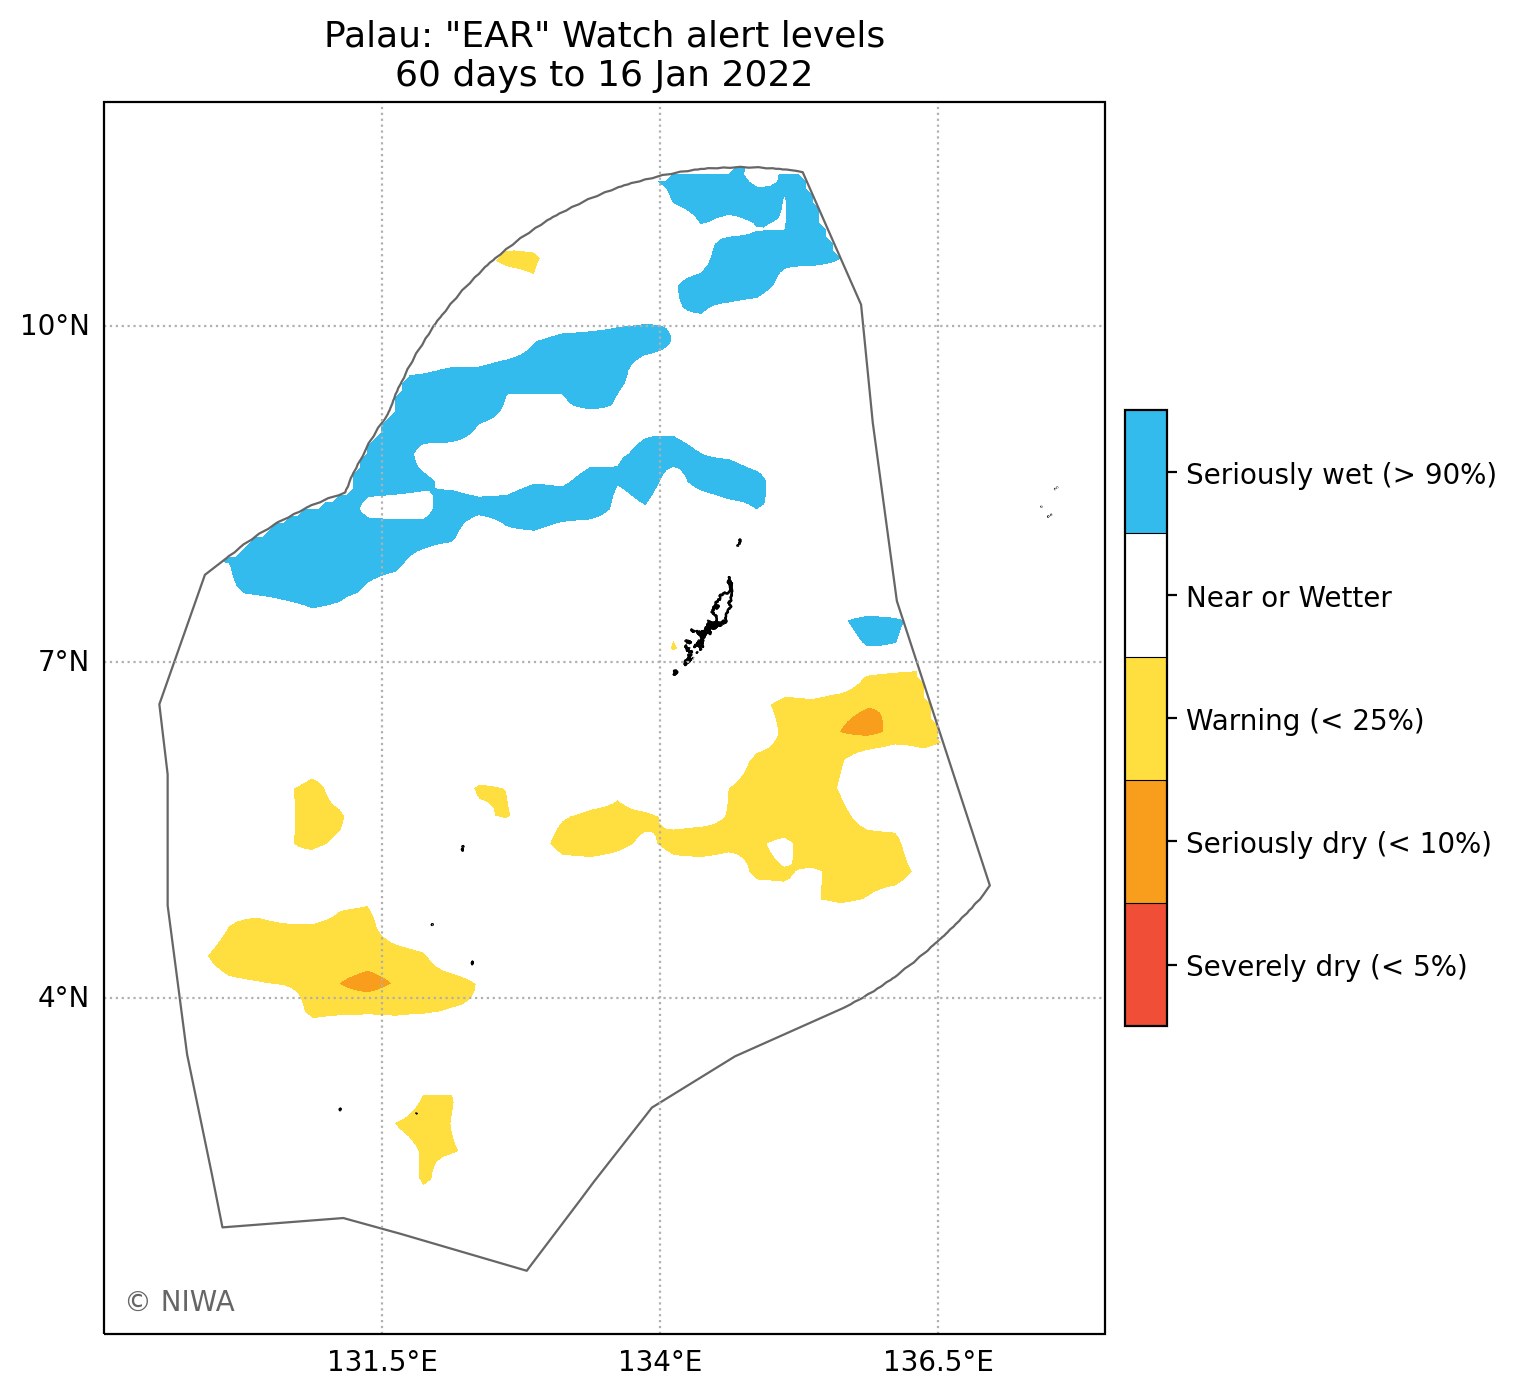 Palau: "EAR" Watch alert levels
60 days to 16 Jan 2022
10°N
7°N
4°N
131.5°E
134°E
136.5°E
Seriously wet (> 90%)
Near or Wetter
Warning (< 25%)
Seriously dry (< 10%)
Severely dry (< 5%)
© NIWA